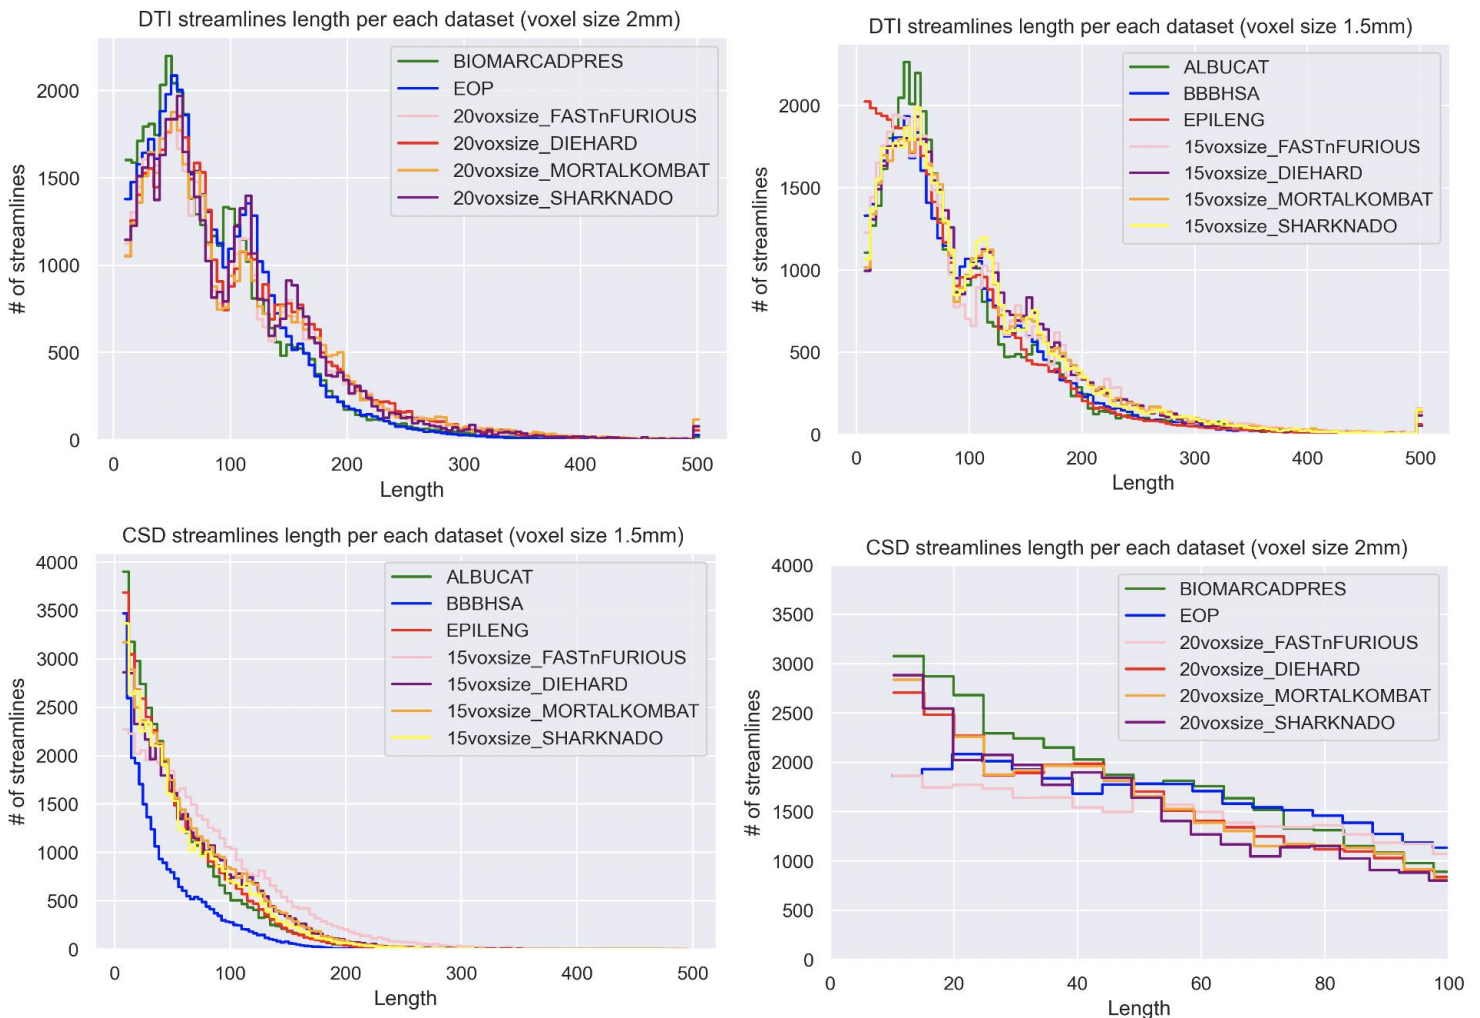 DTI streamlines length per each dataset (voxel size 2mm)
# of streamlines
2000
1500
1000
500
0
BIOMARCADPRES
EOP
20voxsize_FASTnFURIOUS
20voxsize_DIEHARD
20voxsize_MORTALKOMBAT
20voxsize_SHARKNADO
0 100 200 300 400 500
Length
DTI streamlines length per each dataset (voxel size 1.5mm)
# of streamlines
2000
1500
1000
500
0
ALBUCAT
BBBHSA
EPILENG
15voxsize_FASTnFURIOUS
15voxsize_DIEHARD
15voxsize_MORTALKOMBAT
15voxsize_SHARKNADO
0 100 200 300 400 500
Length
CSD streamlines length per each dataset (voxel size 1.5mm)
# of streamlines
4000
3500
3000
2500
2000
1500
1000
500
0
ALBUCAT
BBBHSA
EPILENG
15voxsize_FASTnFURIOUS
15voxsize_DIEHARD
15voxsize_MORTALKOMBAT
15voxsize_SHARKNADO
0 100 200 300 400 500
Length
CSD streamlines length per each dataset (voxel size 2mm)
# of streamlines
4000
3500
3000
2500
2000
1500
1000
500
0
BIOMARCADPRES
EOP
20voxsize_FASTnFURIOUS
20voxsize_DIEHARD
20voxsize_MORTALKOMBAT
20voxsize_SHARKNADO
0 20 40 60 80 100
Length